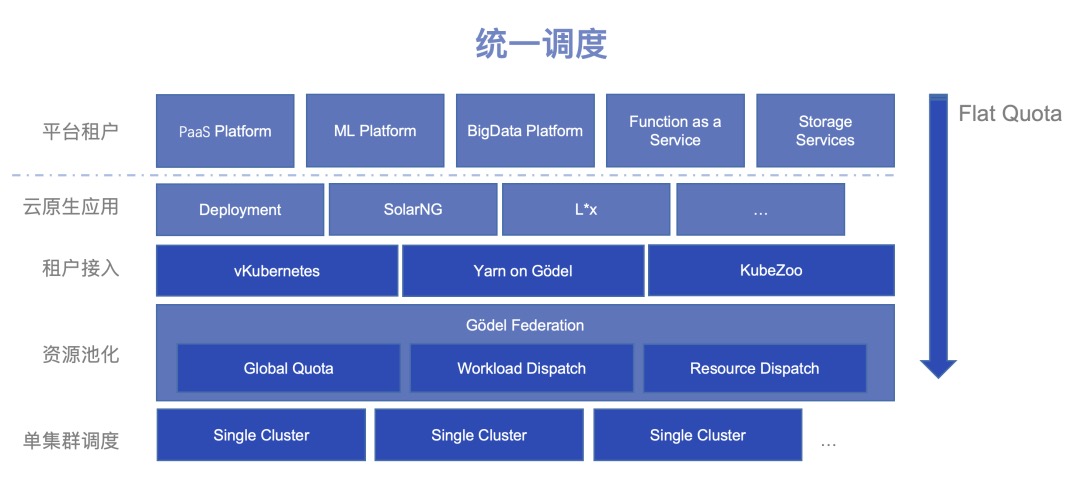 统一调度
平台租户
PaaS Platform
ML Platform
BigData Platform
Function as a
Service
Storage
Services
Flat Quota
云原生应用
Deployment
SolarNG
L*x
...
租户接入
vKubernetes
Yarn on Gödel
KubeZoo
资源池化
Gödel Federation
Global Quota
Workload Dispatch
Resource Dispatch
单集群调度
Single Cluster
Single Cluster
Single Cluster
...